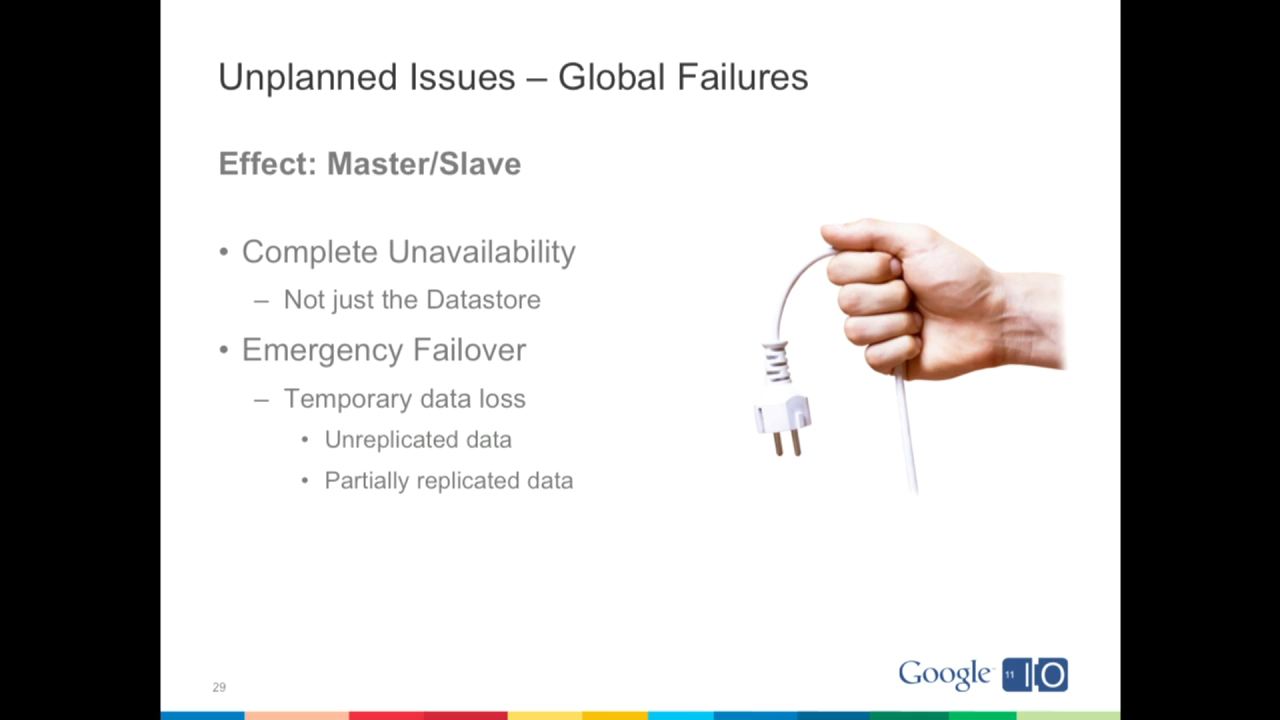 Unplanned Issues – Global Failures
Effect: Master/Slave
• Complete Unavailability
– Not just the Datastore
• Emergency Failover
– Temporary data loss
• Unreplicated data
• Partially replicated data
29
Google 11 IO